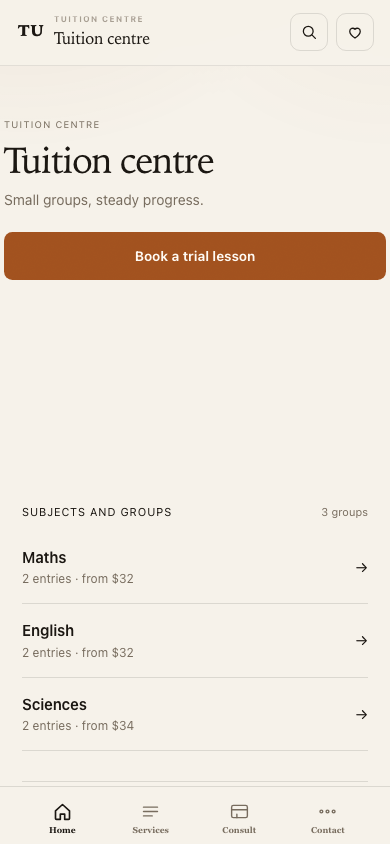 TU
TUITION CENTRE
Tuition centre
TUITION CENTRE
Tuition centre
Small groups, steady progress.
Book a trial lesson
SUBJECTS AND GROUPS
3 groups
Maths
2 entries · from $32
English
2 entries · from $32
Sciences
2 entries · from $34
Home
Services
Consult
Contact